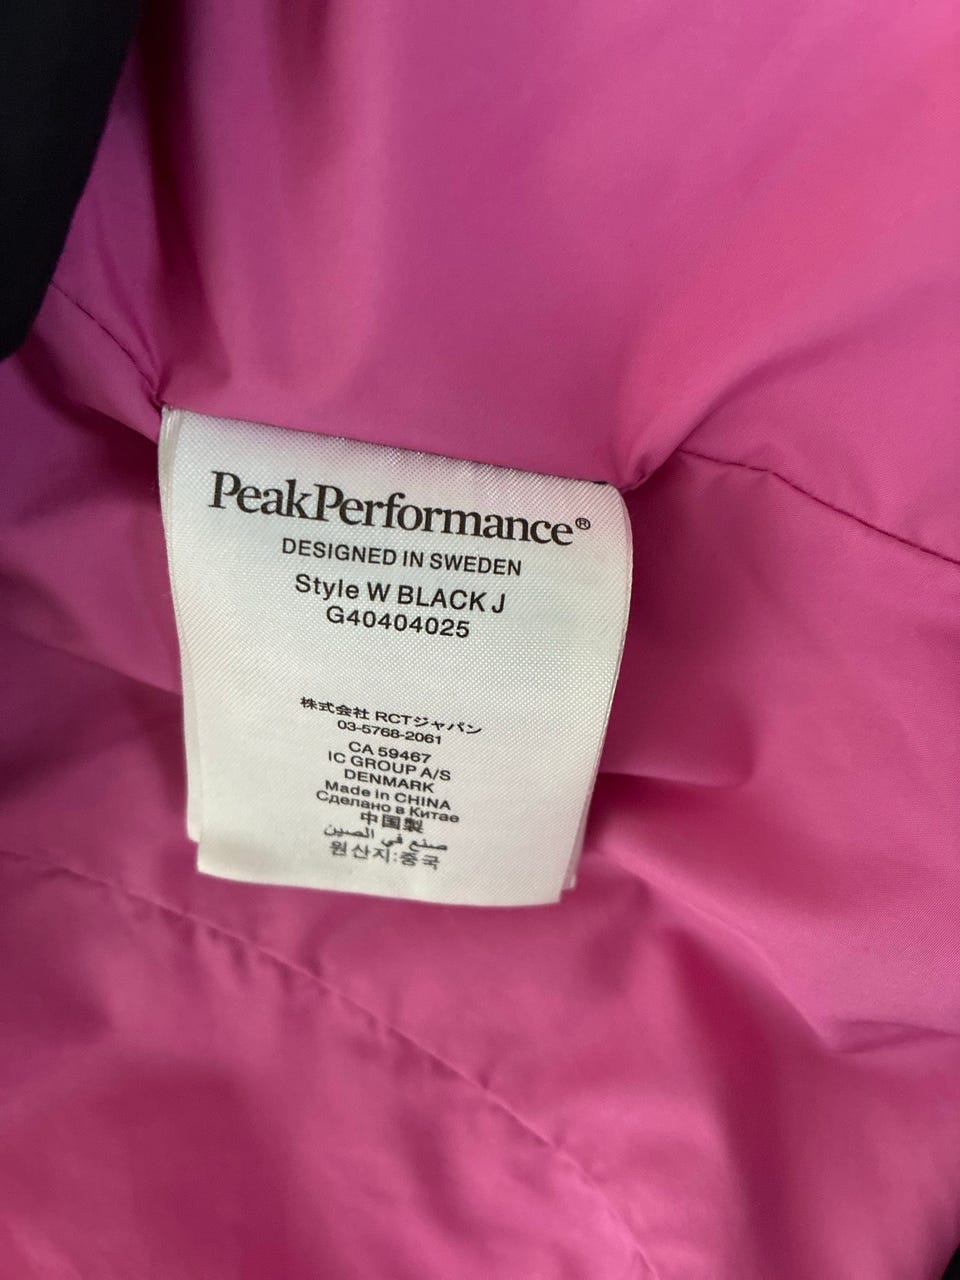 PeakPerformance®
DESIGNED IN SWEDEN
Style W BLACK J
G40404025
株式会社 RCTジャパン
03-5768-2061
CA 59467
IC GROUP A/S
DENMARK
Made in CHINA
Сделано в Китае
中国製
صنع في الصين
원산지:중국